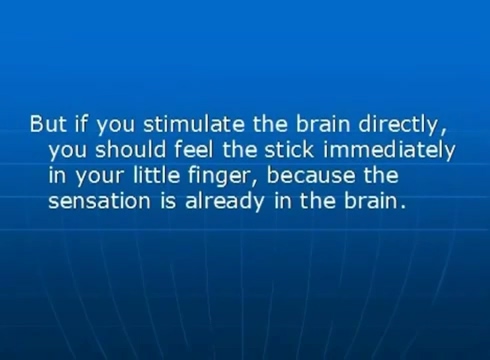 But if you stimulate the brain directly,
you should feel the stick immediately
in your little finger, because the
sensation is already in the brain.